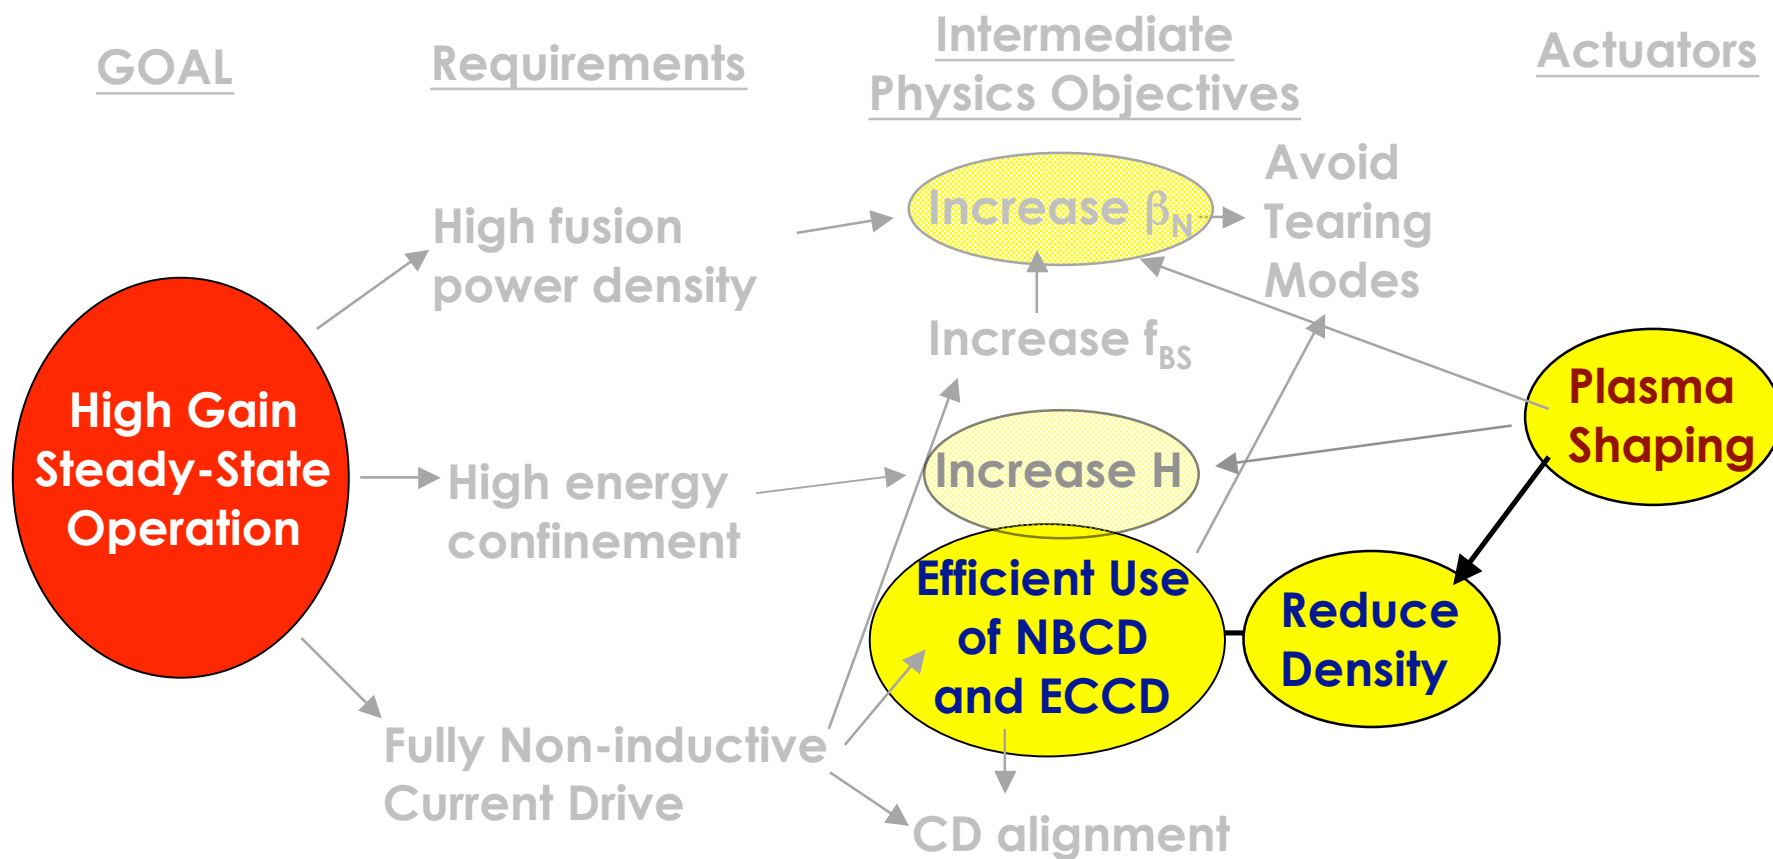 GOAL
Requirements
Intermediate
Physics Objectives
Actuators
High Gain
Steady-State
Operation
High fusion
power density
High energy
confinement
Fully Non-inductive
Current Drive
Increase βN
Increase fBS
Increase H
Efficient Use
of NBCD
and ECCD
CD alignment
Avoid
Tearing
Modes
Reduce
Density
Plasma
Shaping